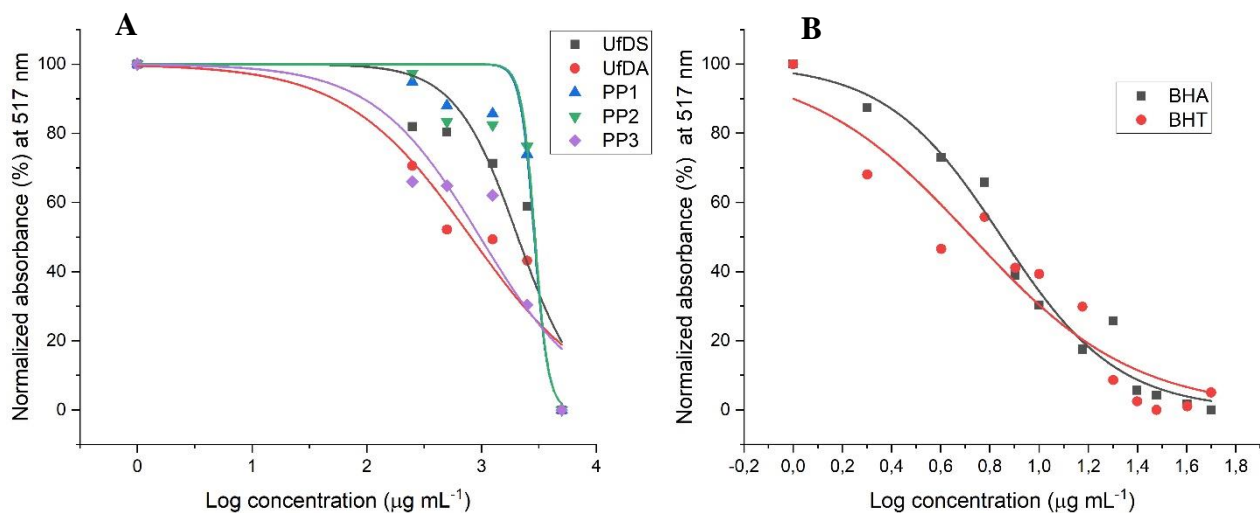 A
Normalized absorbance (%) at 517 nm
100
80
60
40
20
0
0
1
2
3
4
Log concentration (μg mL⁻¹)
UfDS
UfDA
PP1
PP2
PP3
B
Normalized absorbance (%) at 517 nm
100
80
60
40
20
0
-0,2
0,0
0,2
0,4
0,6
0,8
1,0
1,2
1,4
1,6
1,8
Log concentration (μg mL⁻¹)
BHA
BHT